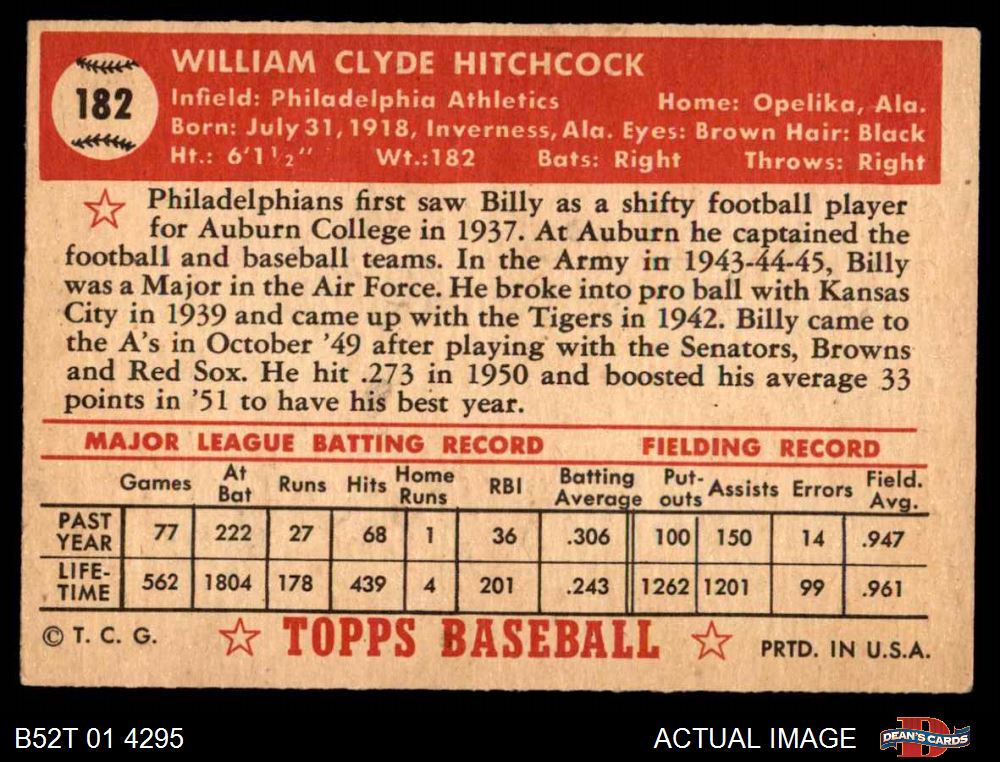 182
WILLIAM CLYDE HITCHCOCK
Infield: Philadelphia Athletics Home: Opelika, Ala.
Born: July 31, 1918, Inverness, Ala. Eyes: Brown Hair: Black
Ht.: 6'1 1/2" Wt.: 182 Bats: Right Throws: Right
Philadelphians first saw Billy as a shifty football player
for Auburn College in 1937. At Auburn he captained the
football and baseball teams. In the Army in 1943-44-45, Billy
was a Major in the Air Force. He broke into pro ball with Kansas
City in 1939 and came up with the Tigers in 1942. Billy came to
the A's in October '49 after playing with the Senators, Browns
and Red Sox. He hit .273 in 1950 and boosted his average 33
points in '51 to have his best year.
MAJOR LEAGUE BATTING RECORD FIELDING RECORD
Games At Bat Runs Hits Home Runs RBI Batting Average Put-outs Assists Errors Field. Avg.
PAST YEAR 77 222 27 68 1 36 .306 100 150 14 .947
LIFE-TIME 562 1804 178 439 4 201 .243 1262 1201 99 .961
© T. C. G. TOPPS BASEBALL PRTD. IN U.S.A.
B52T 01 4295 ACTUAL IMAGE D DEAN'S CARDS